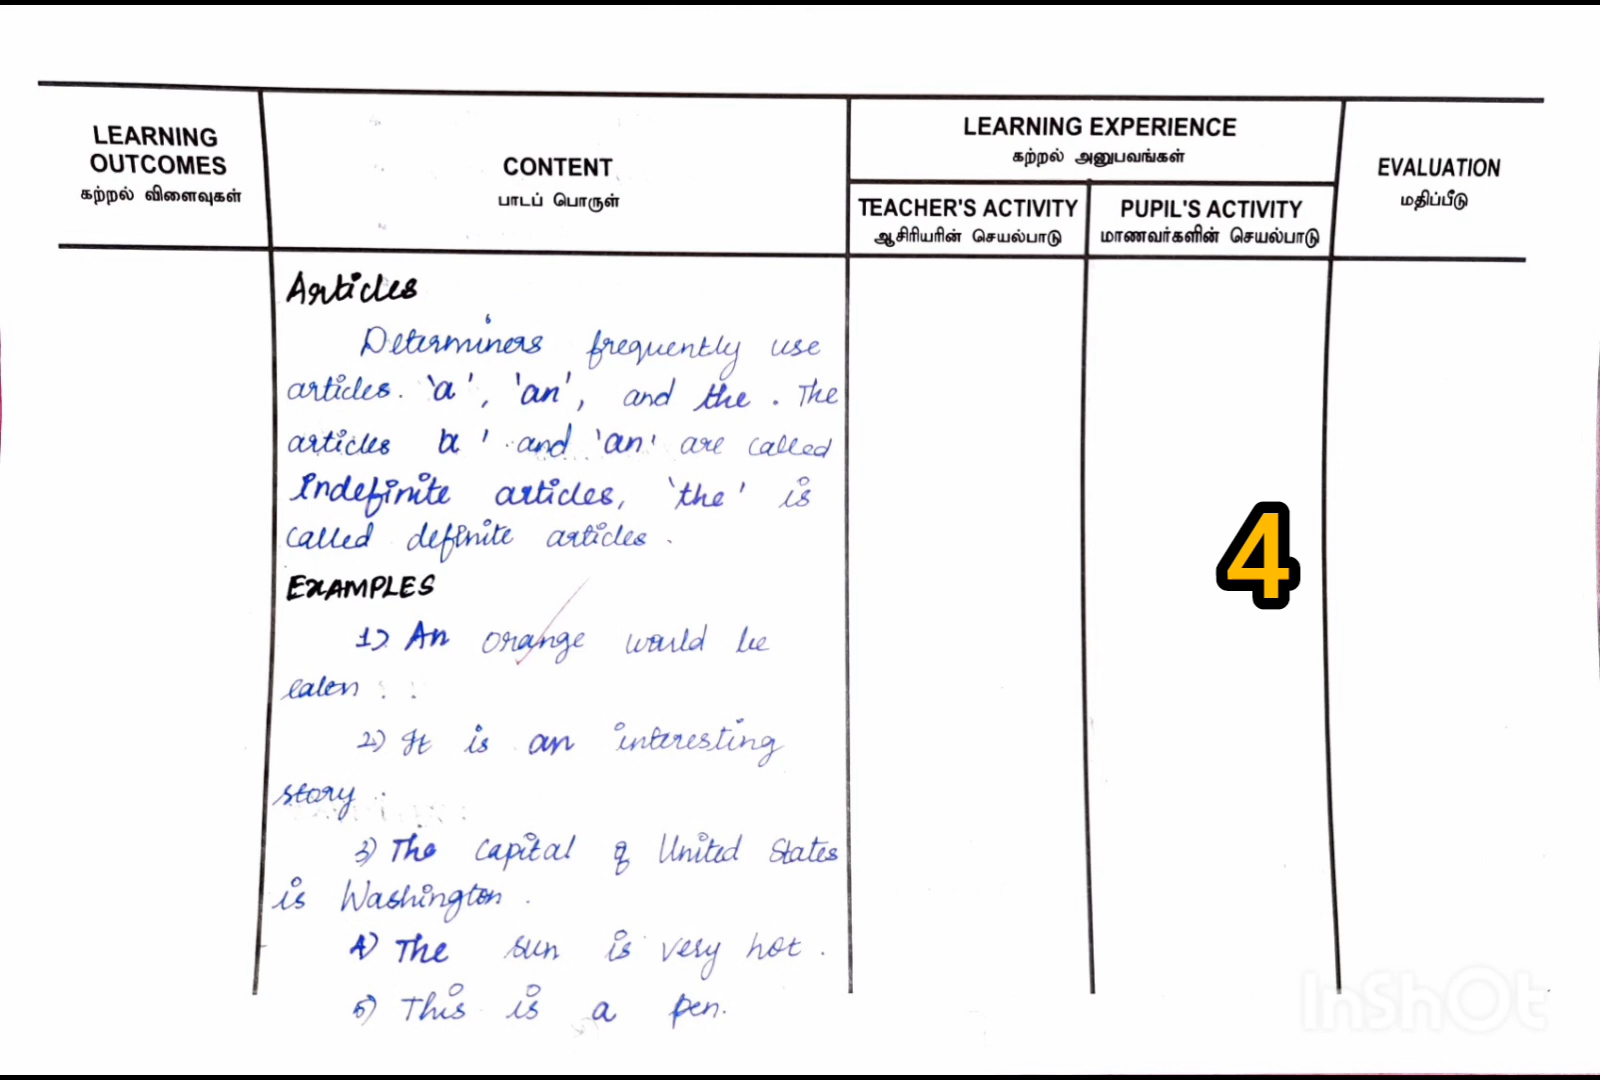 LEARNING
OUTCOMES
கற்றல் விளைவுகள்
CONTENT
பாடப் பொருள்
LEARNING EXPERIENCE
கற்றல் அனுபவங்கள்
TEACHER'S ACTIVITY
ஆசிரியரின் செயல்பாடு
PUPIL'S ACTIVITY
மாணவர்களின் செயல்பாடு
EVALUATION
மதிப்பீடு
Articles
Determiners frequently use
articles. 'a', 'an', and the. The
articles a' and 'an' are called
Indefinite articles, 'the' is
called definite articles.
EXAMPLES
1) An orange would be
eaten
2) It is an interesting
story
3) The capital of United States
is Washington.
4) The sun is very hot.
5) This is a pen.
4
InShOt